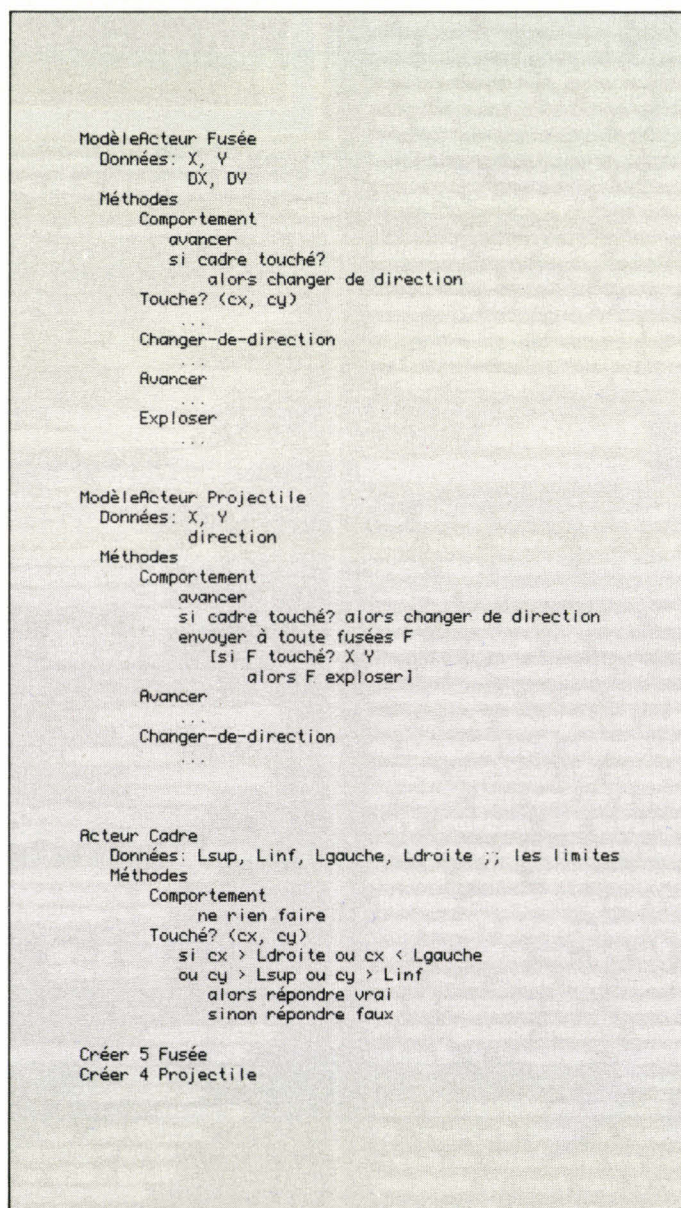 ModèleActeur Fusée
Données: X, Y
DX, DY
Méthodes
Comportement
avancer
si cadre touché?
alors changer de direction
Touche? (cx, cy)
...
Changer-de-direction
...
Avancer
...
Exploser
...
ModèleActeur Projectile
Données: X, Y
direction
Méthodes
Comportement
avancer
si cadre touché? alors changer de direction
envoyer à toute fusées F
[si F touché? X Y
alors F exploser]
Avancer
...
Changer-de-direction
...
Acteur Cadre
Données: Lsup, Linf, Lgauche, Ldroite ;; les limites
Méthodes
Comportement
ne rien faire
Touché? (cx, cy)
si cx > Ldroite ou cx < Lgauche
ou cy > Lsup ou cy > Linf
alors répondre vrai
sinon répondre faux
Créer 5 Fusée
Créer 4 Projectile